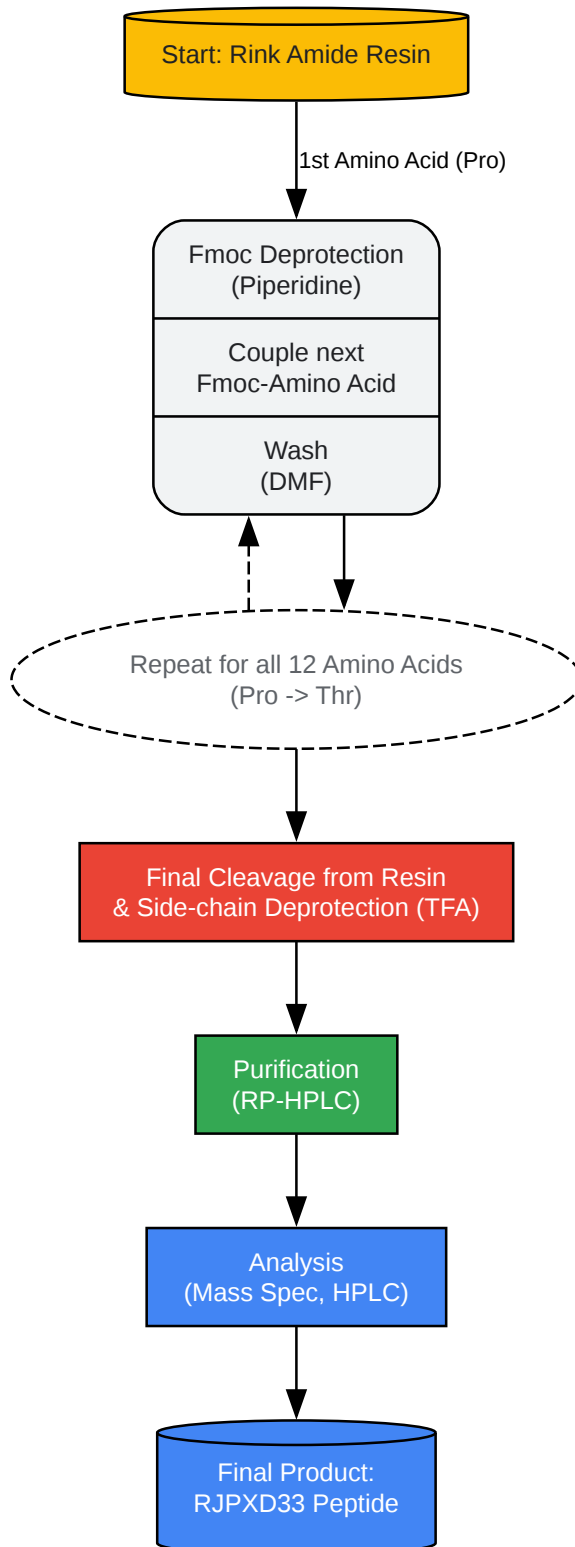 Start: Rink Amide Resin
1st Amino Acid (Pro)
Fmoc Deprotection
(Piperidine)
Couple next
Fmoc-Amino Acid
Wash
(DMF)
Repeat for all 12 Amino Acids
(Pro -> Thr)
Final Cleavage from Resin
& Side-chain Deprotection (TFA)
Purification
(RP-HPLC)
Analysis
(Mass Spec, HPLC)
Final Product:
RJPXD33 Peptide